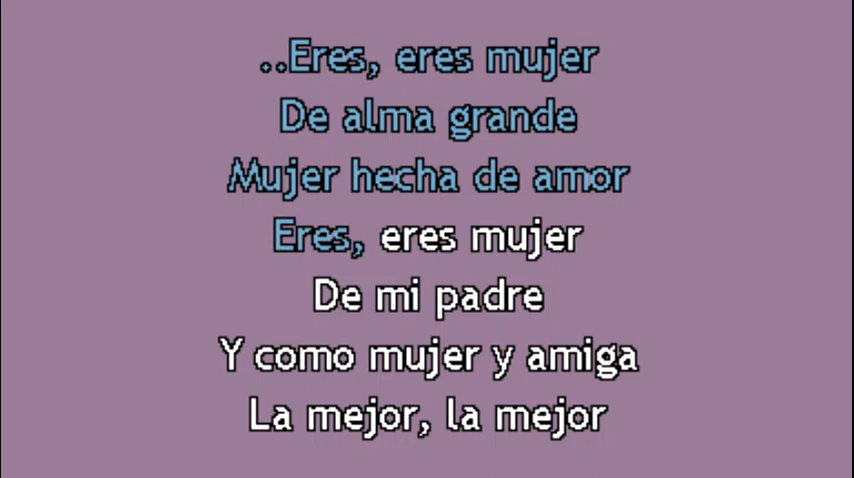 ..Eres, eres mujer
De alma grande
Mujer hecha de amor
Eres, eres mujer
De mi padre
Y como mujer y amiga
La mejor, la mejor